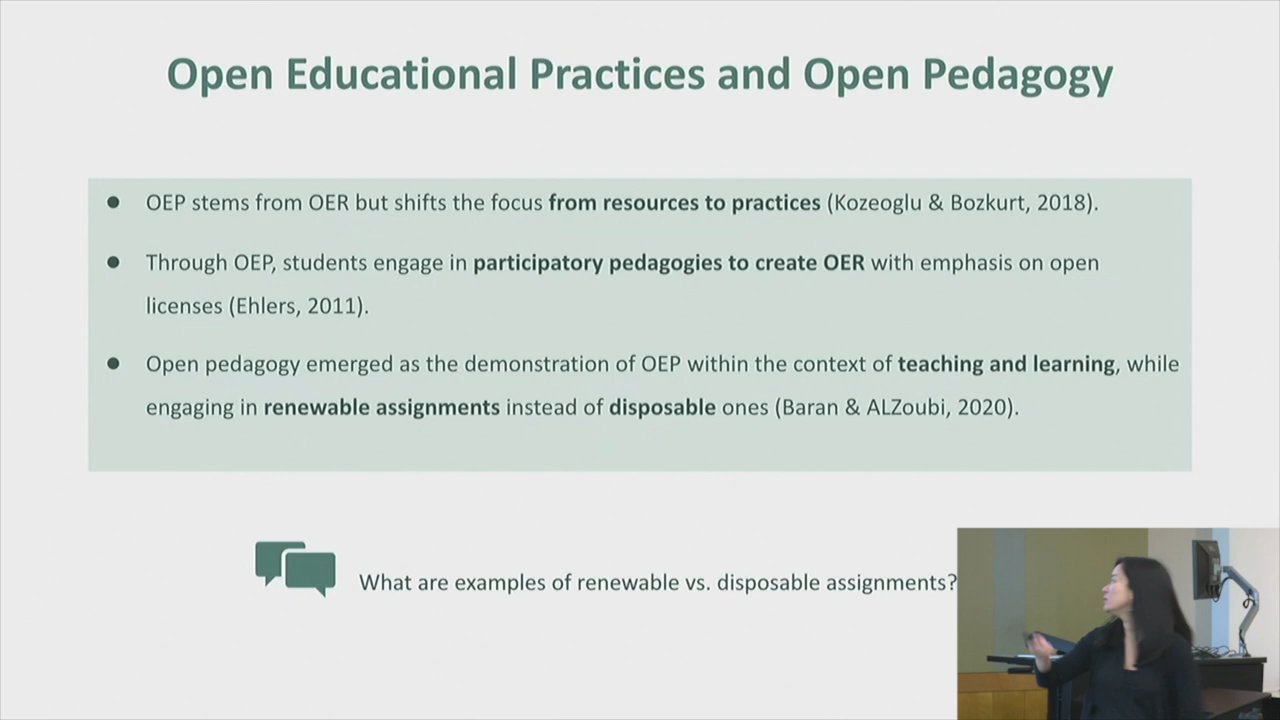 Open Educational Practices and Open Pedagogy
● OEP stems from OER but shifts the focus from resources to practices (Kozeoglu & Bozkurt, 2018).
● Through OEP, students engage in participatory pedagogies to create OER with emphasis on open
licenses (Ehlers, 2011).
● Open pedagogy emerged as the demonstration of OEP within the context of teaching and learning, while
engaging in renewable assignments instead of disposable ones (Baran & ALZoubi, 2020).
What are examples of renewable vs. disposable assignments?